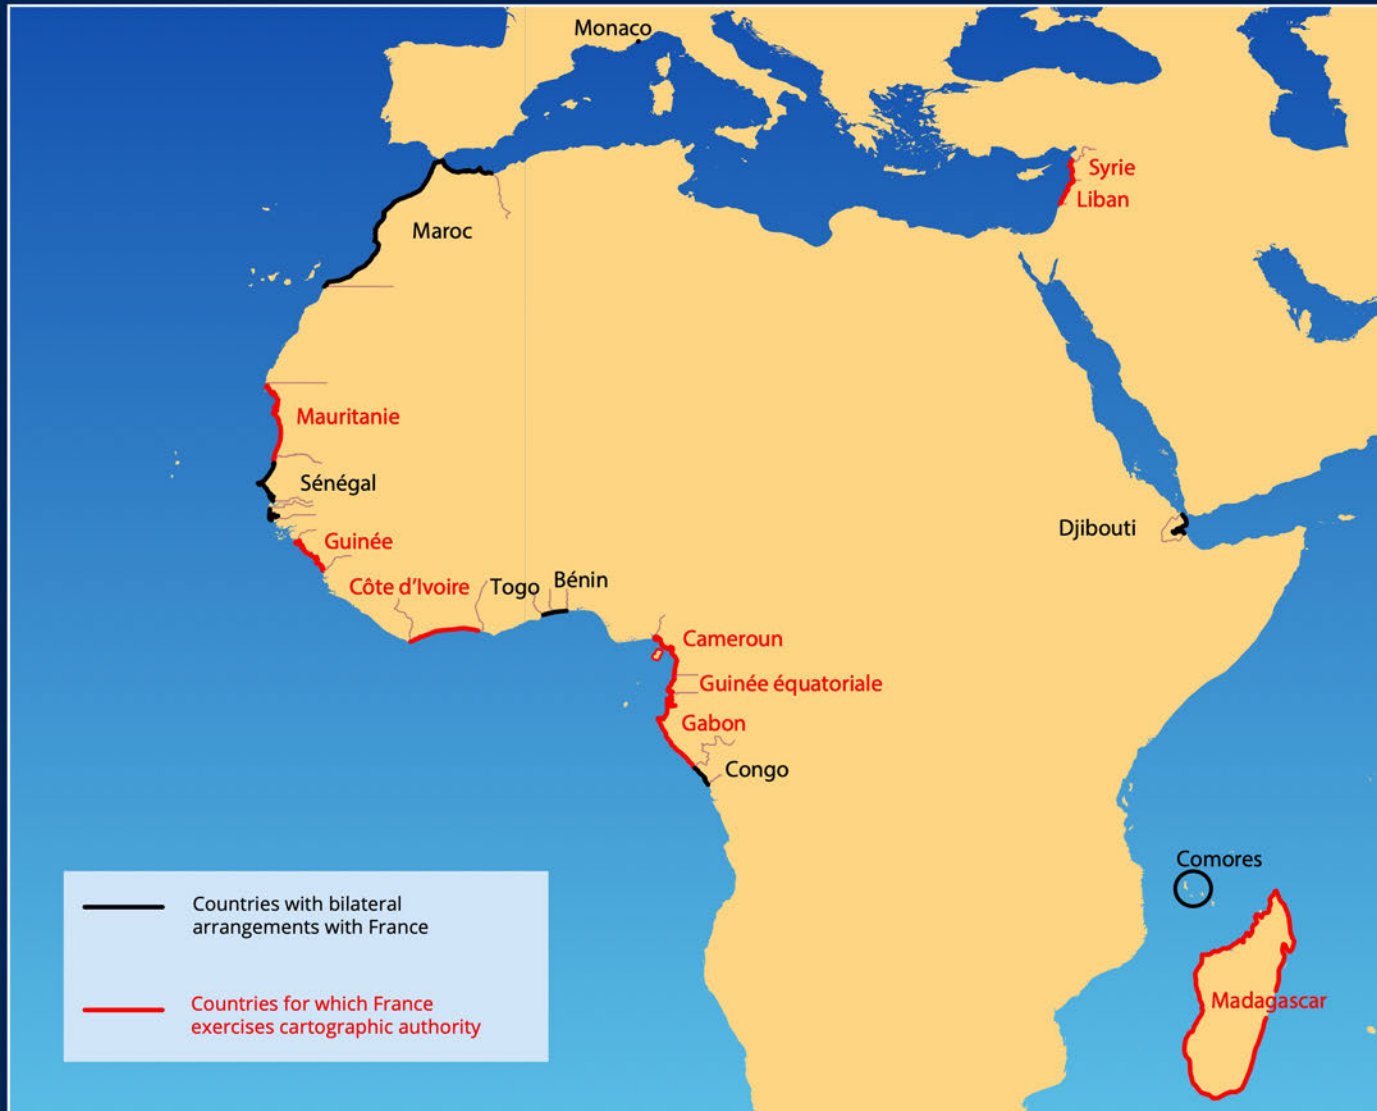 Monaco
Syrie
Liban
Maroc
Mauritanie
Sénégal
Djibouti
Guinée
Côte d'Ivoire
Togo
Bénin
Cameroun
Guinée équatoriale
Gabon
Congo
Comores
Madagascar
Countries with bilateral
arrangements with France
Countries for which France
exercises cartographic authority